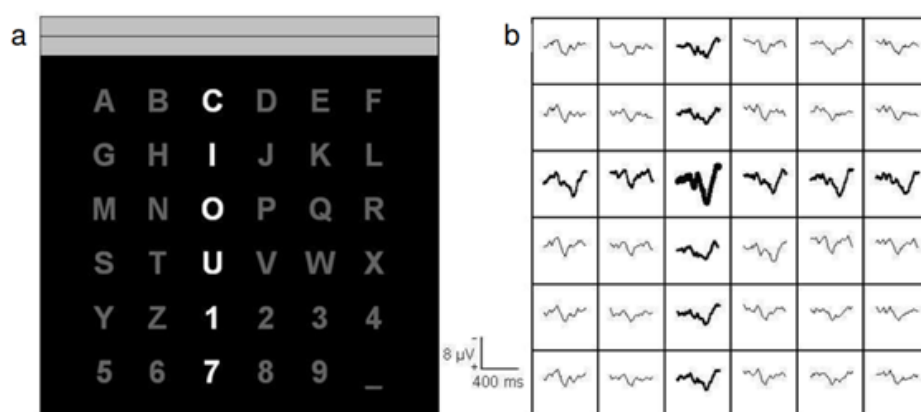 a
A B C D E F
G H I J K L
M N O P Q R
S T U V W X
Y Z 1 2 3 4
5 6 7 8 9 _
b
-
8 µV
+
400 ms